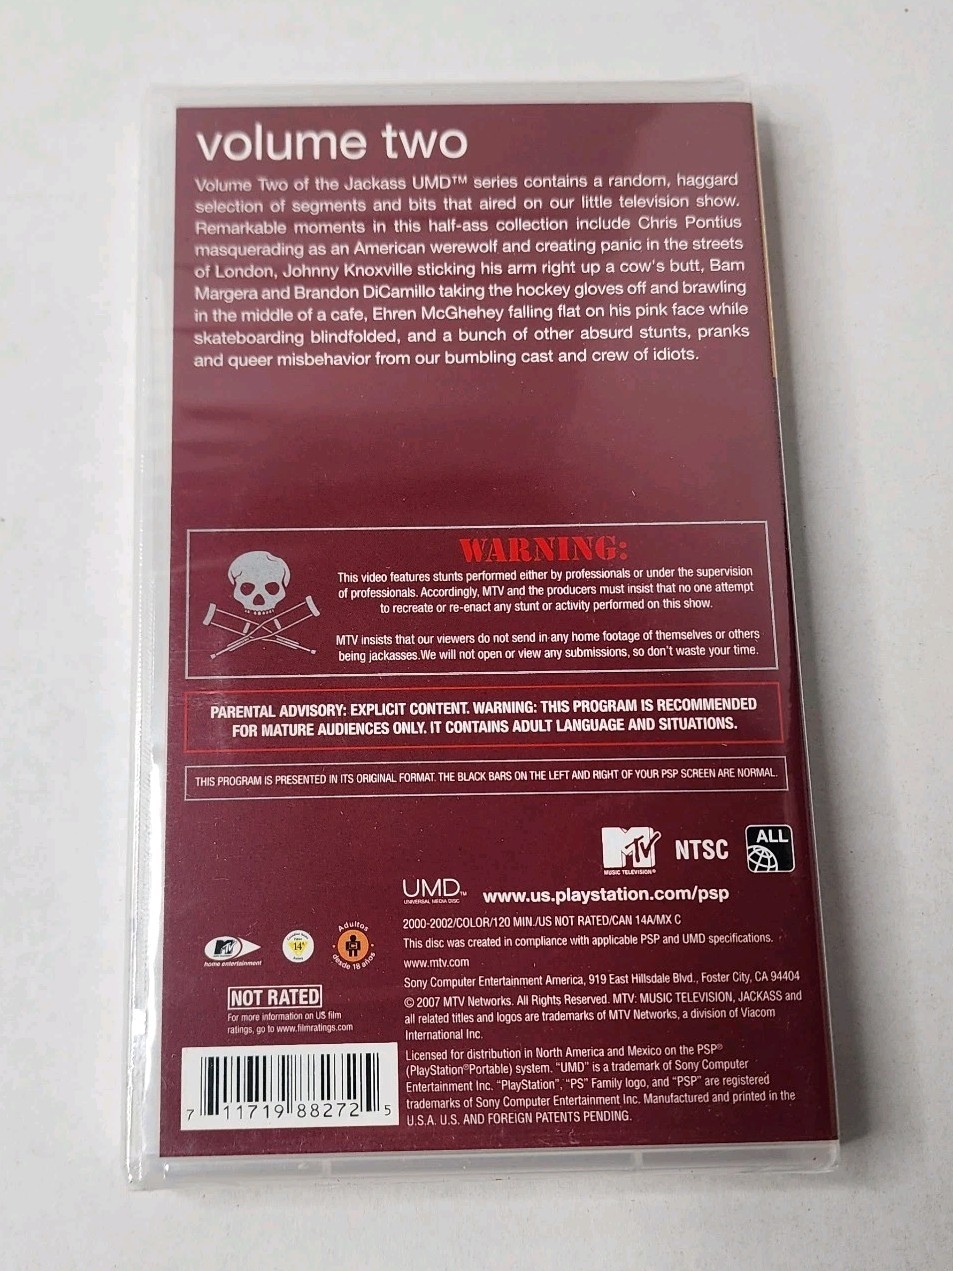 volume two
Volume Two of the Jackass UMD™ series contains a random, haggard
selection of segments and bits that aired on our little television show.
Remarkable moments in this half-ass collection include Chris Pontius
masquerading as an American werewolf and creating panic in the streets
of London, Johnny Knoxville sticking his arm right up a cow's butt, Bam
Margera and Brandon DiCamillo taking the hockey gloves off and brawling
in the middle of a cafe, Ehren McGhehey falling flat on his pink face while
skateboarding blindfolded, and a bunch of other absurd stunts, pranks
and queer misbehavior from our bumbling cast and crew of idiots.
WARNING:
This video features stunts performed either by professionals or under the supervision
of professionals. Accordingly, MTV and the producers must insist that no one attempt
to recreate or re-enact any stunt or activity performed on this show.
MTV insists that our viewers do not send in any home footage of themselves or others
being jackasses.We will not open or view any submissions, so don't waste your time.
PARENTAL ADVISORY: EXPLICIT CONTENT. WARNING: THIS PROGRAM IS RECOMMENDED
FOR MATURE AUDIENCES ONLY. IT CONTAINS ADULT LANGUAGE AND SITUATIONS.
THIS PROGRAM IS PRESENTED IN ITS ORIGINAL FORMAT. THE BLACK BARS ON THE LEFT AND RIGHT OF YOUR PSP SCREEN ARE NORMAL.
MTV
MUSIC TELEVISION®
NTSC
ALL
UMD™
UNIVERSAL MEDIA DISC
www.us.playstation.com/psp
2000-2002/COLOR/120 MIN./US NOT RATED/CAN 14A/MX C
This disc was created in compliance with applicable PSP and UMD specifications.
www.mtv.com
MTV
home entertainment
14A
Adultos
desde 18 años
NOT RATED
For more information on US film
ratings, go to www.filmratings.com
Sony Computer Entertainment America, 919 East Hillsdale Blvd., Foster City, CA 94404
© 2007 MTV Networks. All Rights Reserved. MTV: MUSIC TELEVISION, JACKASS and
all related titles and logos are trademarks of MTV Networks, a division of Viacom
International Inc.
Licensed for distribution in North America and Mexico on the PSP®
(PlayStation®Portable) system. "UMD" is a trademark of Sony Computer
Entertainment Inc. "PlayStation", "PS" Family logo, and "PSP" are registered
trademarks of Sony Computer Entertainment Inc. Manufactured and printed in the
U.S.A. U.S. AND FOREIGN PATENTS PENDING.
7 11719 88272 5